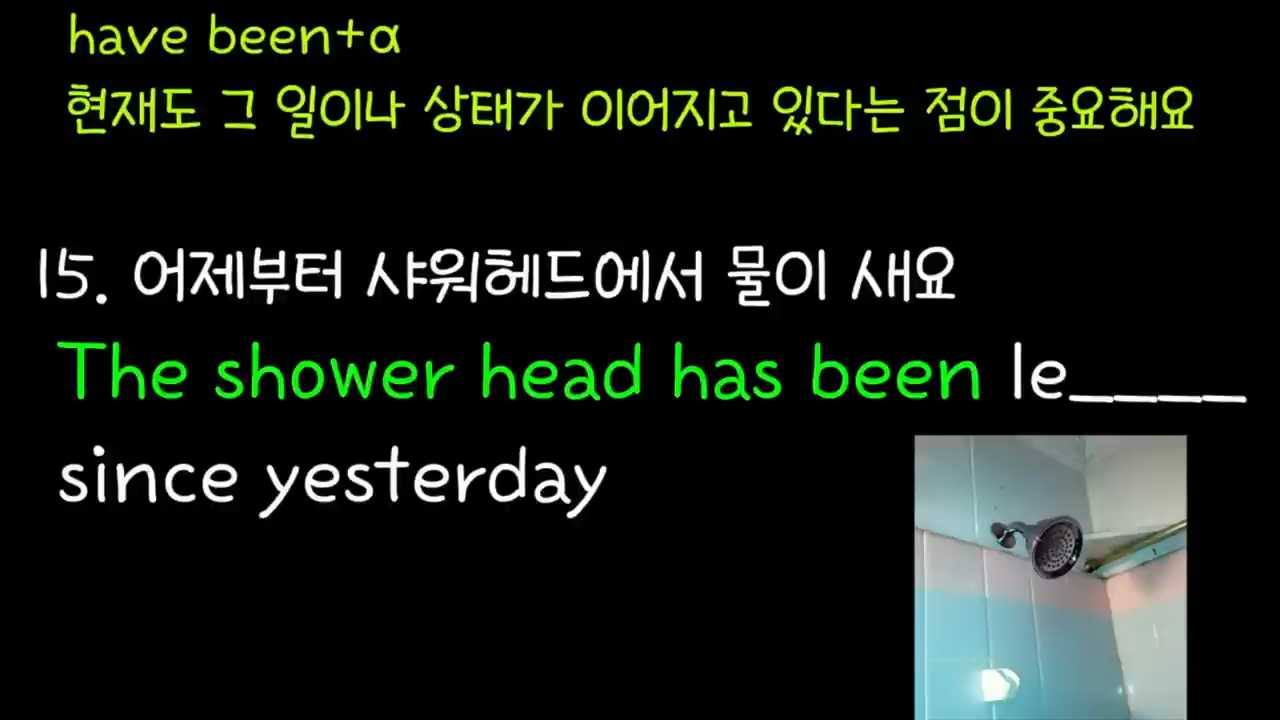 have been+α
현재도 그 일이나 상태가 이어지고 있다는 점이 중요해요
15. 어제부터 샤워헤드에서 물이 새요
The shower head has been le____
since yesterday